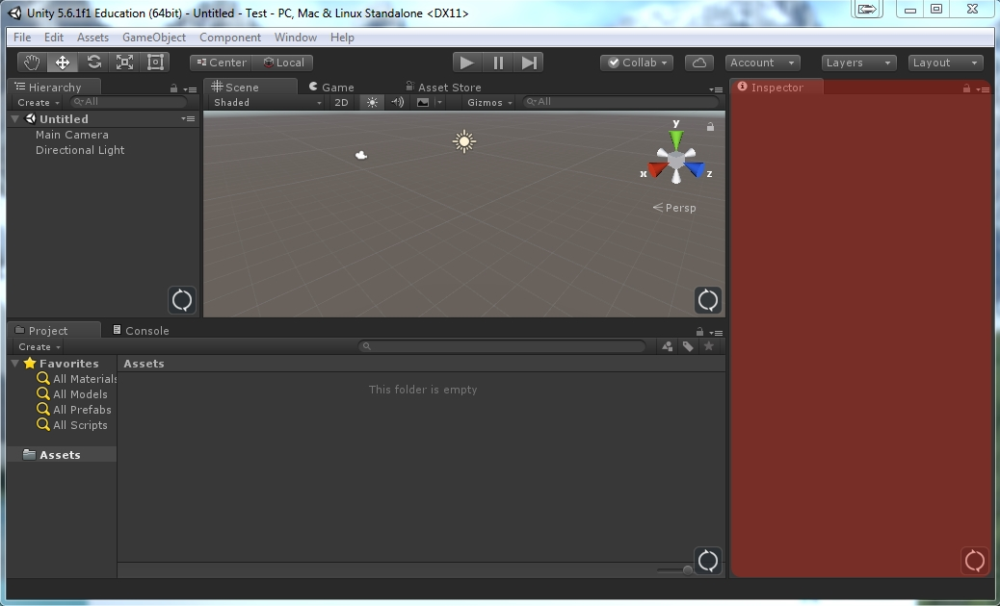 Unity 5.6.1f1 Education (64bit) - Untitled - Test - PC, Mac & Linux Standalone <DX11>
File Edit Assets GameObject Component Window Help
Center Local Collab Account Layers Layout
Hierarchy
Create All
Untitled
Main Camera
Directional Light
Scene Game Asset Store
Shaded 2D Gizmos All
y
x z
Persp
Inspector
Project Console
Create
Favorites
All Materials
All Models
All Prefabs
All Scripts
Assets
Assets
This folder is empty